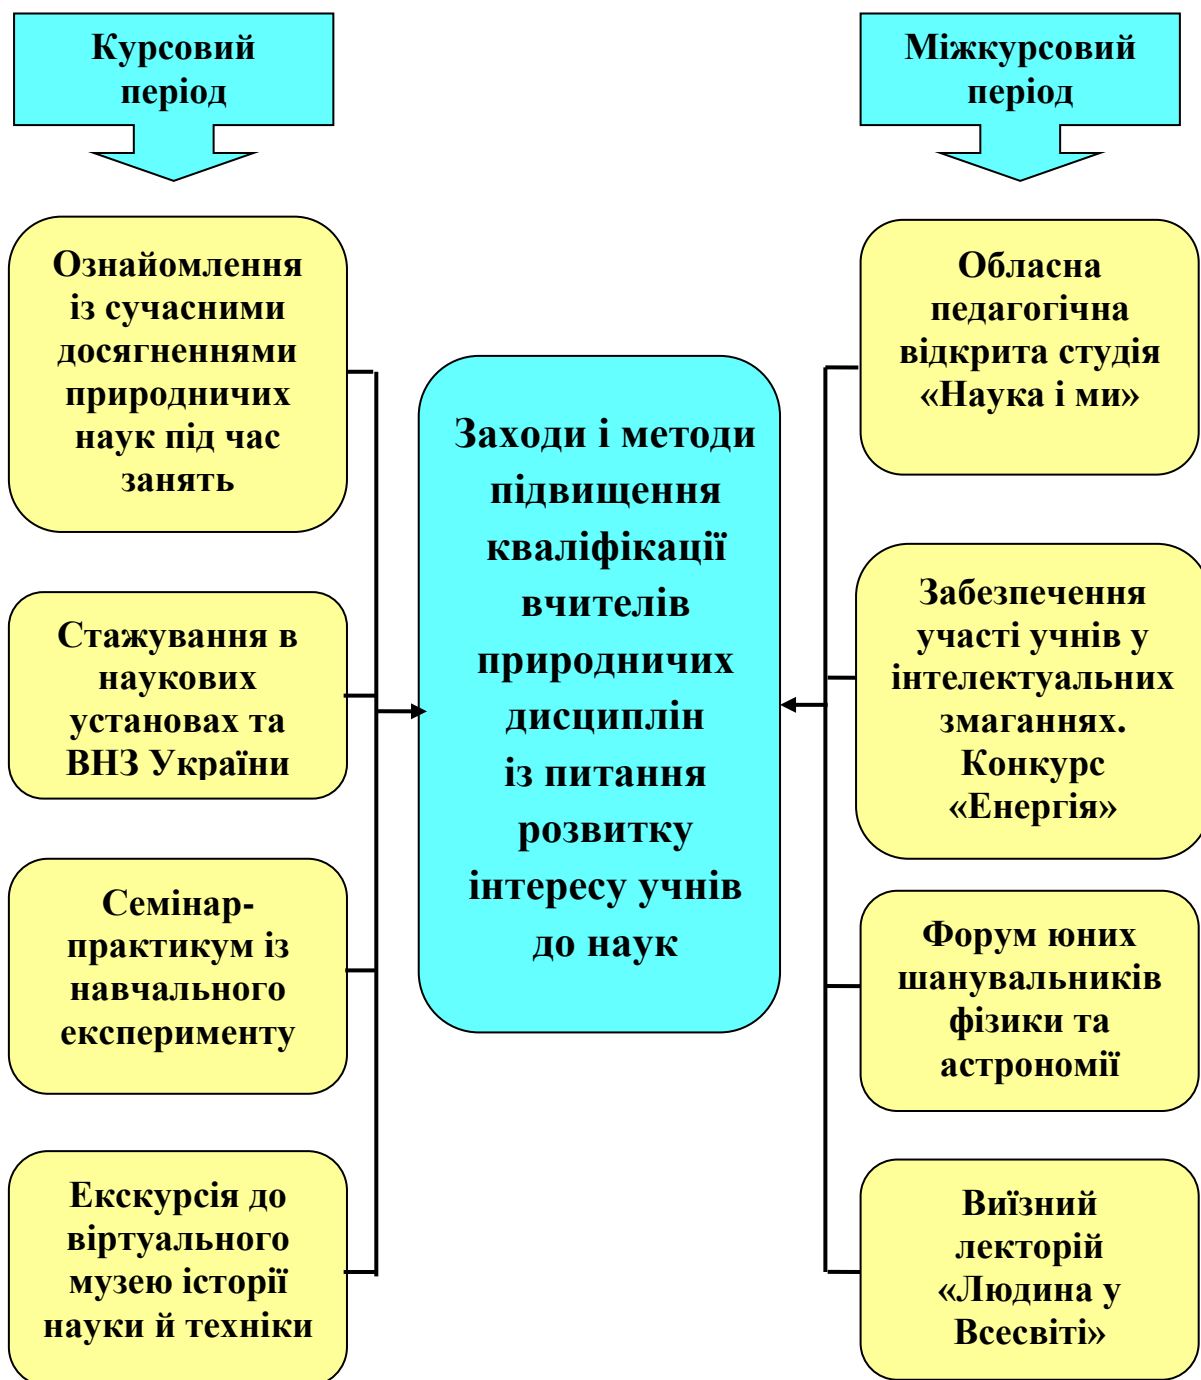 Курсовий
період
Міжкурсовий
період
Ознайомлення
із сучасними
досягненнями
природничих
наук під час
занять
Стажування в
наукових
установах та
ВНЗ України
Семінар-
практикум із
навчального
експерименту
Екскурсія до
віртуального
музею історії
науки й техніки
Заходи і методи
підвищення
кваліфікації
вчителів
природничих
дисциплін
із питання
розвитку
інтересу учнів
до наук
Обласна
педагогічна
відкрита студія
«Наука і ми»
Забезпечення
участі учнів у
інтелектуальних
змаганнях.
Конкурс
«Енергія»
Форум юних
шанувальників
фізики та
астрономії
Виїзний
лекторій
«Людина у
Всесвіті»